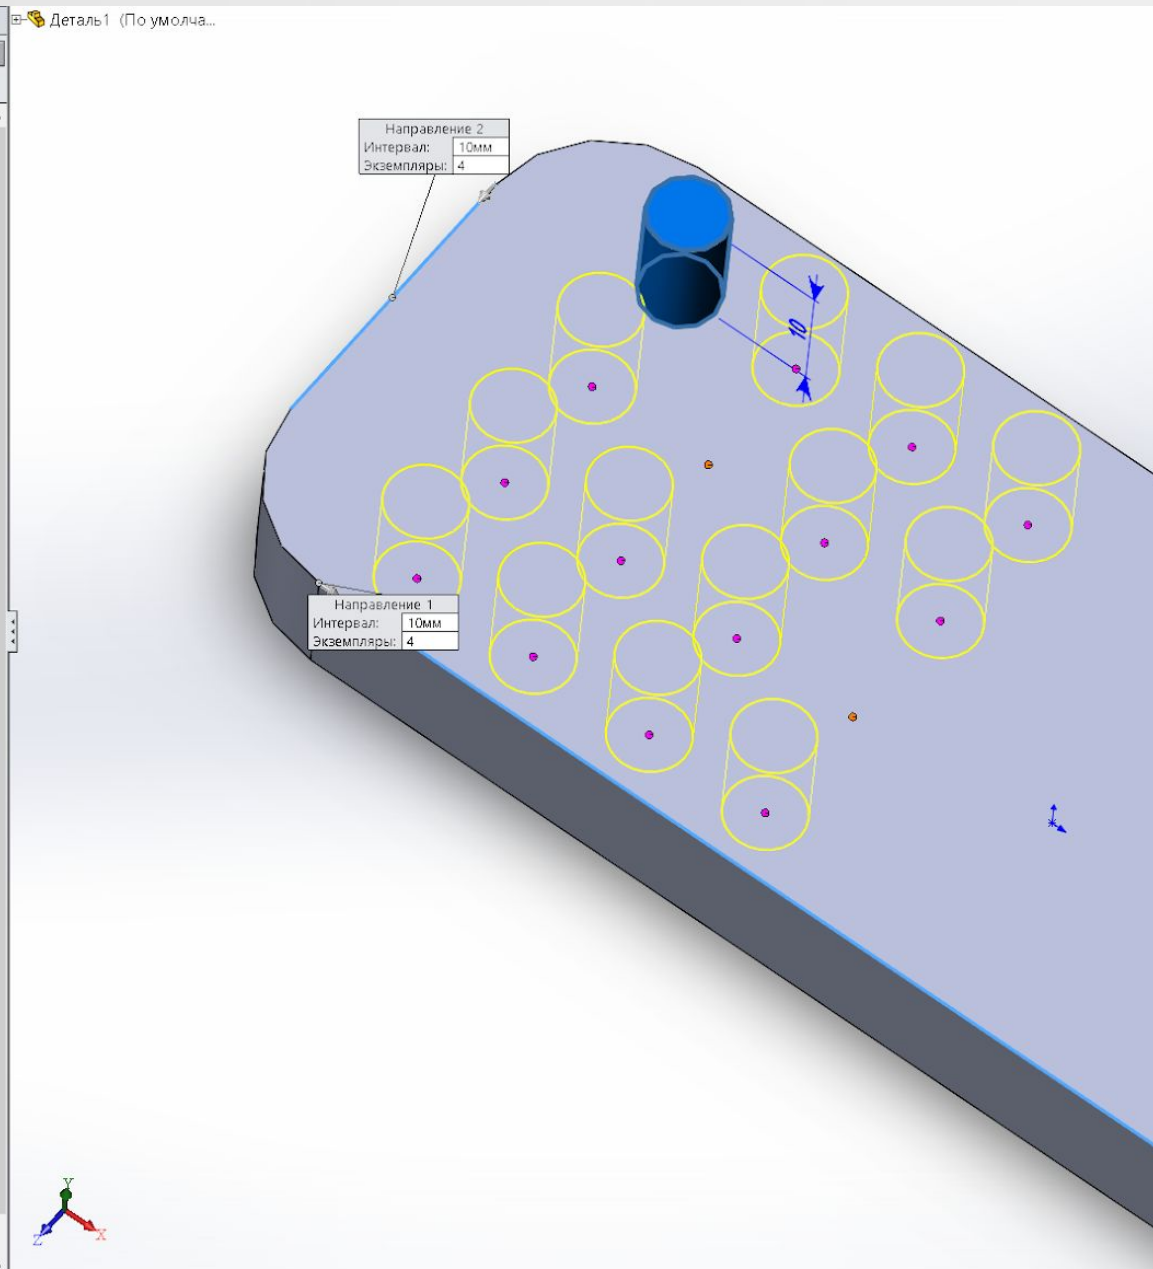 Деталь1 (По умолча...
Направление 2
Интервал: 10мм
Экземпляры: 4
10
Направление 1
Интервал: 10мм
Экземпляры: 4
Y
Z
X